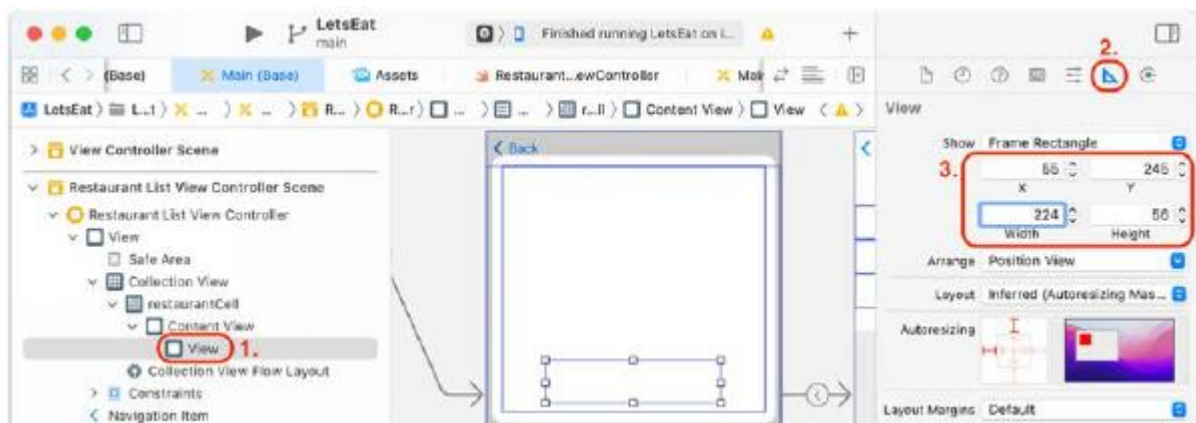 LetsEat
main
Finished running LetsEat on i...
(Base)
Main (Base)
Assets
Restaurant...ewController
Mai
LetsEat
L...t
...
...
R...
R...r
...
...
r...ll
Content View
View
View Controller Scene
Restaurant List View Controller Scene
Restaurant List View Controller
View
Safe Area
Collection View
restaurantCell
Content View
View
1.
Collection View Flow Layout
Constraints
Navigation Item
Back
2.
View
Show Frame Rectangle
3.
55 245
X Y
224 56
Width Height
Arrange Position View
Layout Inferred (Autoresizing Mas...
Autoresizing
Layout Margins Default